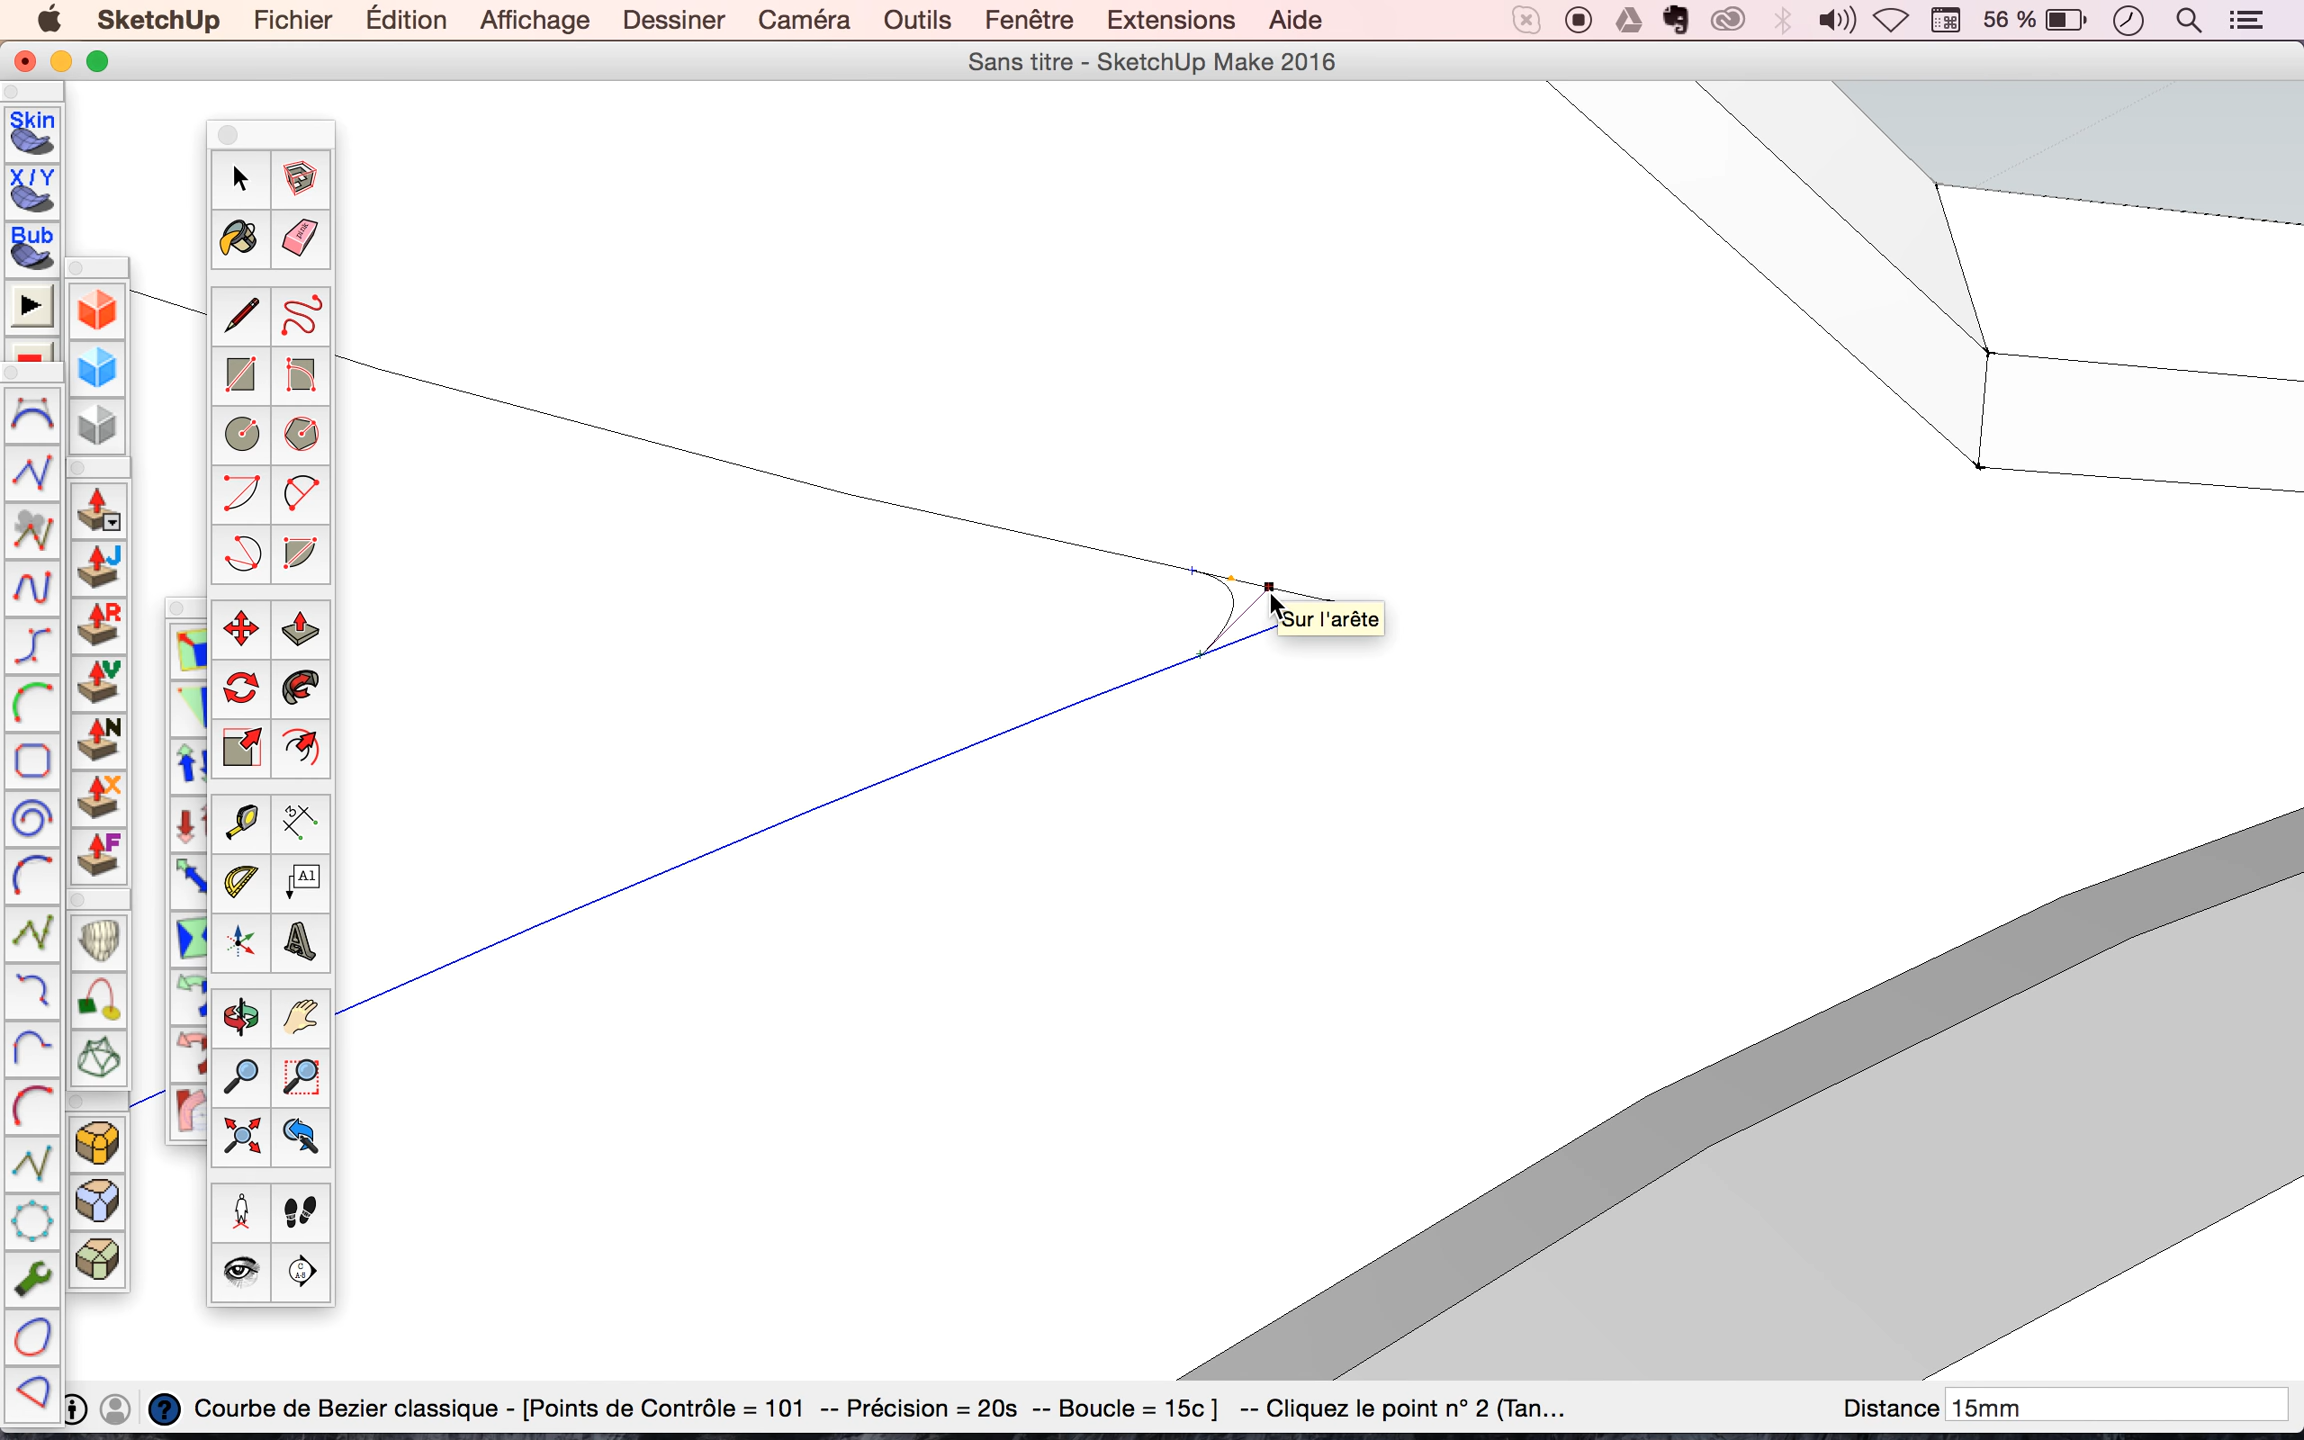 SketchUp Fichier Édition Affichage Dessiner Caméra Outils Fenêtre Extensions Aide 56 %
Sans titre - SketchUp Make 2016
Skin
X/Y
Bub
J
R
V
N
X
F
3
A1
A
C
A-S
Sur l'arête
Courbe de Bezier classique - [Points de Contrôle = 101 -- Précision = 20s -- Boucle = 15c ] -- Cliquez le point n° 2 (Tan...
Distance 15mm